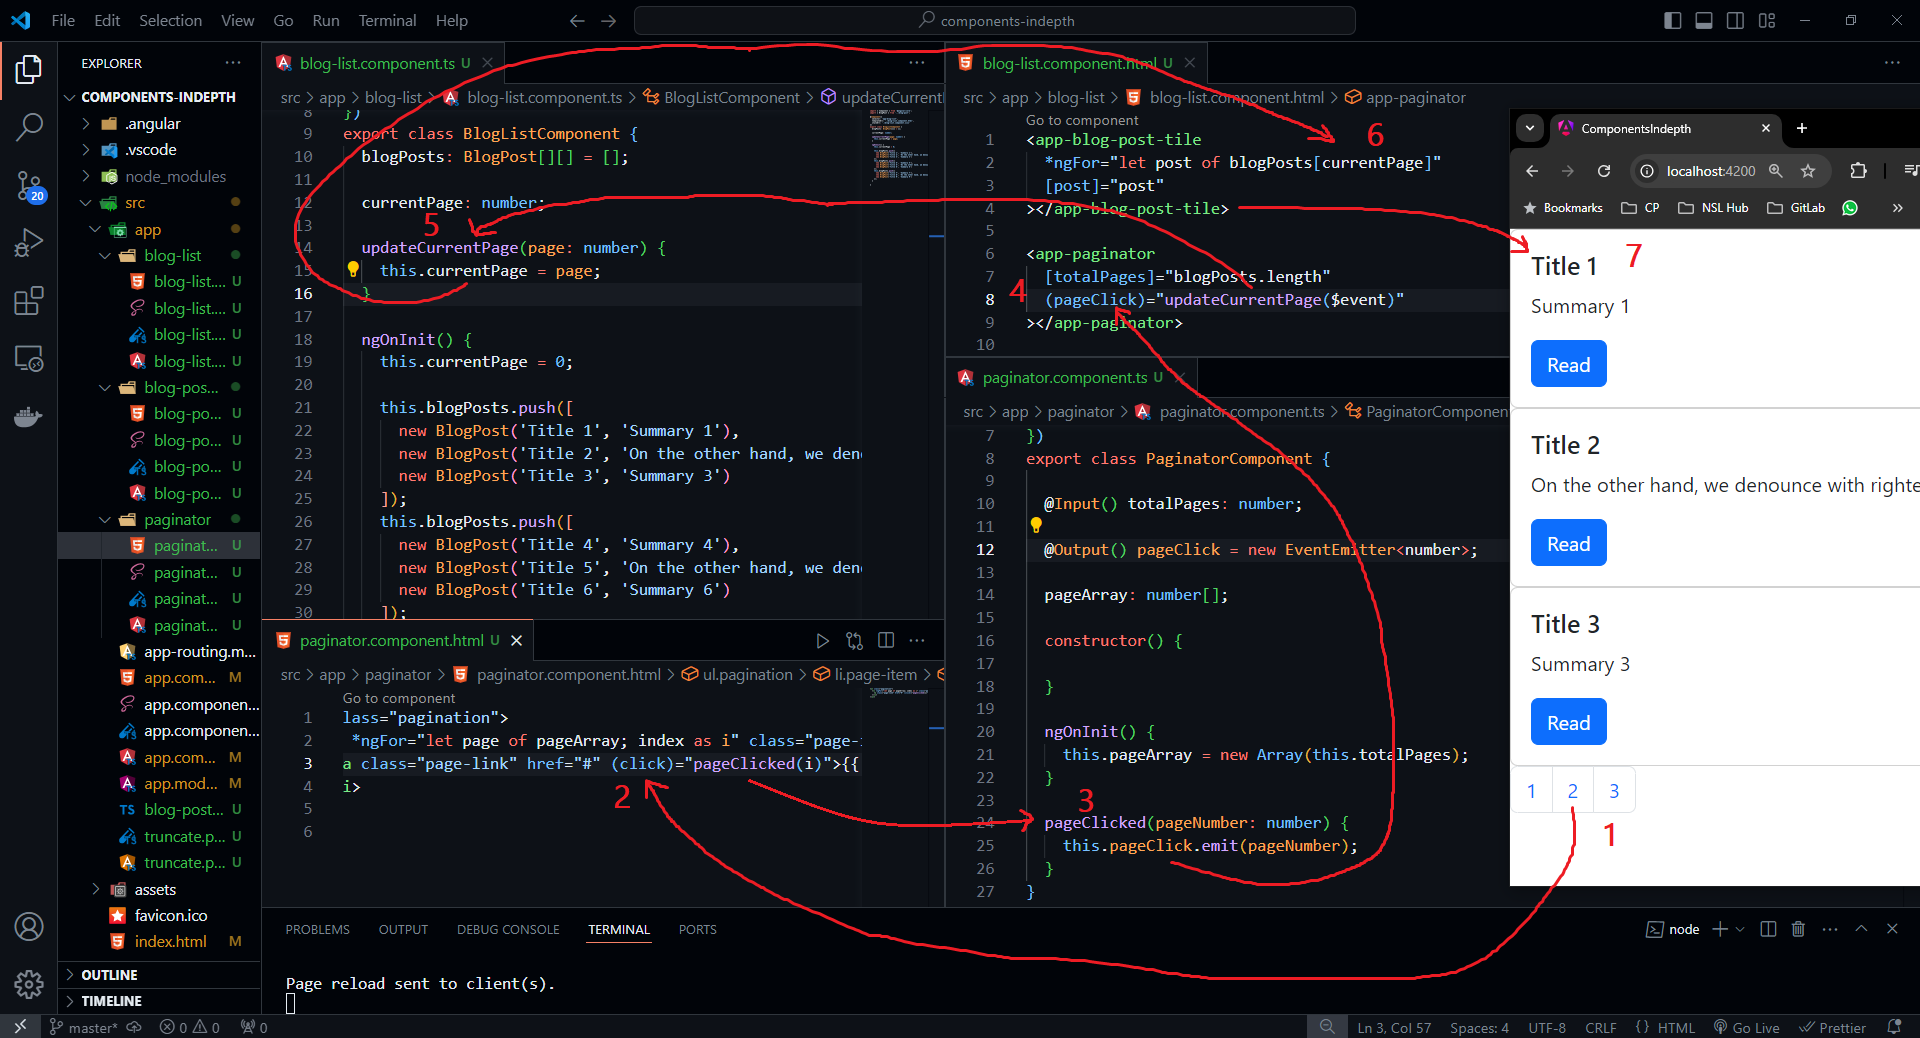 File Edit Selection View Go Run Terminal Help
components-indepth
EXPLORER
COMPONENTS-INDEPTH
.angular
.vscode
node_modules
src
app
blog-list
blog-list.... U
blog-list.... U
blog-list.... U
blog-list.... U
blog-pos...
blog-po... U
blog-po... U
blog-po... U
blog-po... U
paginator
paginat... U
paginat... U
paginat... U
paginat... U
app-routing.m...
app.com... M
app.componen...
app.componen...
app.com... M
app.mod... M
blog-post... U
truncate.p... U
truncate.p... U
assets
favicon.ico
index.html M
OUTLINE
TIMELINE
20
blog-list.component.ts U
src > app > blog-list > blog-list.component.ts > BlogListComponent > updateCurrent
8 })
9 export class BlogListComponent {
10 blogPosts: BlogPost[][] = [];
11
12 currentPage: number;
13
14 updateCurrentPage(page: number) {
15 this.currentPage = page;
16 }
17
18 ngOnInit() {
19 this.currentPage = 0;
20
21 this.blogPosts.push([
22 new BlogPost('Title 1', 'Summary 1'),
23 new BlogPost('Title 2', 'On the other hand, we deno
24 new BlogPost('Title 3', 'Summary 3')
25 ]);
26 this.blogPosts.push([
27 new BlogPost('Title 4', 'Summary 4'),
28 new BlogPost('Title 5', 'On the other hand, we deno
29 new BlogPost('Title 6', 'Summary 6')
30 ]);
5
paginator.component.html U
src > app > paginator > paginator.component.html > ul.pagination > li.page-item >
Go to component
1 lass="pagination">
2 *ngFor="let page of pageArray; index as i" class="page-i
3 a class="page-link" href="#" (click)="pageClicked(i)">{{
4 i>
5
6
2
blog-list.component.html U
src > app > blog-list > blog-list.component.html > app-paginator
Go to component
1 <app-blog-post-tile
2 *ngFor="let post of blogPosts[currentPage]"
3 [post]="post"
4 ></app-blog-post-tile>
5
6 <app-paginator
7 [totalPages]="blogPosts.length"
8 (pageClick)="updateCurrentPage($event)"
9 ></app-paginator>
10
6
4
paginator.component.ts U
src > app > paginator > paginator.component.ts > PaginatorComponen
7 })
8 export class PaginatorComponent {
9
10 @Input() totalPages: number;
11
12 @Output() pageClick = new EventEmitter<number>;
13
14 pageArray: number[];
15
16 constructor() {
17
18 }
19
20 ngOnInit() {
21 this.pageArray = new Array(this.totalPages);
22 }
23
24 pageClicked(pageNumber: number) {
25 this.pageClick.emit(pageNumber);
26 }
27 }
3
ComponentsIndepth
localhost:4200
Bookmarks CP NSL Hub GitLab
Title 1
7
Summary 1
Read
Title 2
On the other hand, we denounce with righte
Read
Title 3
Summary 3
Read
1 2 3
1
PROBLEMS OUTPUT DEBUG CONSOLE TERMINAL PORTS
node
Page reload sent to client(s).
master* 0 0 0
Ln 3, Col 57 Spaces: 4 UTF-8 CRLF {} HTML Go Live Prettier